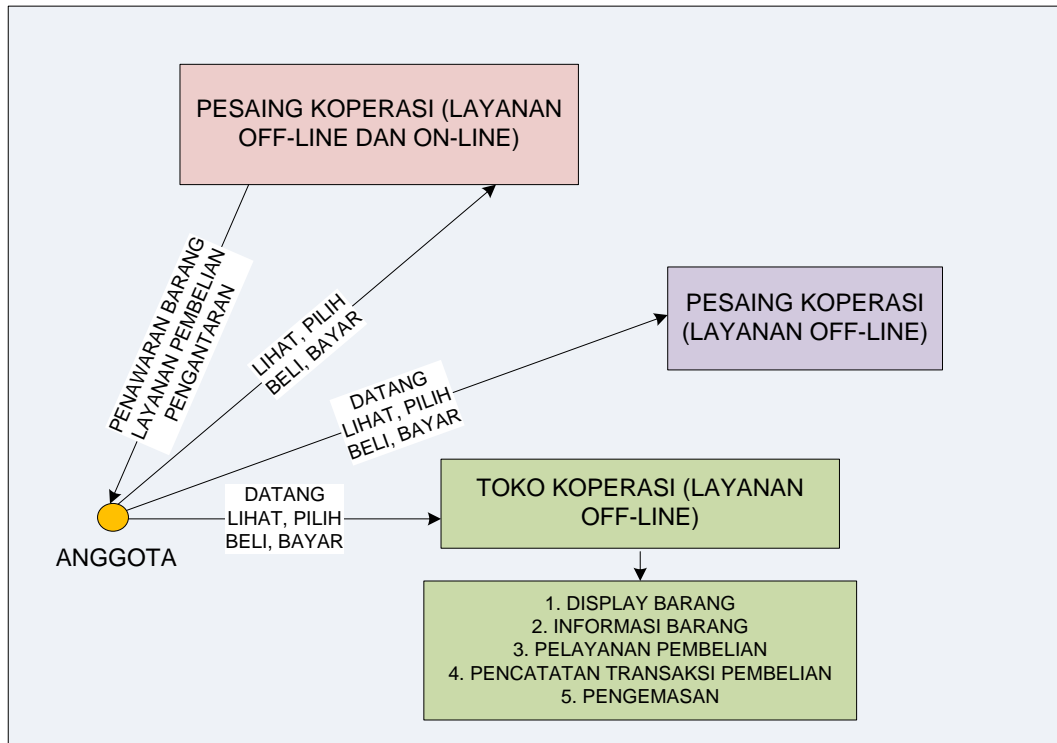 PESAING KOPERASI (LAYANAN
OFF-LINE DAN ON-LINE)
PENAWARAN BARANG
LAYANAN PEMBELIAN
PENGANTARAN
LIHAT, PILIH
BELI, BAYAR
PESAING KOPERASI
(LAYANAN OFF-LINE)
DATANG
LIHAT, PILIH
BELI, BAYAR
TOKO KOPERASI (LAYANAN
OFF-LINE)
DATANG
LIHAT, PILIH
BELI, BAYAR
ANGGOTA
1. DISPLAY BARANG
2. INFORMASI BARANG
3. PELAYANAN PEMBELIAN
4. PENCATATAN TRANSAKSI PEMBELIAN
5. PENGEMASAN